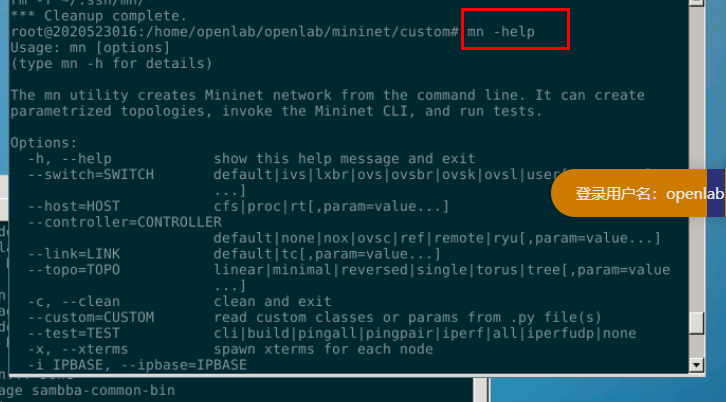 *** Cleanup complete.
root@2020523016:/home/openlab/openlab/mininet/custom# mn -help
Usage: mn [options]
(type mn -h for details)
The mn utility creates Mininet network from the command line. It can create
parametrized topologies, invoke the Mininet CLI, and run tests.
Options:
-h, --help show this help message and exit
--switch=SWITCH default|ivs|lxbr|ovs|ovsbr|ovsk|ovsl|user
...]
登录用户名：openlab
--host=HOST cfs|proc|rt[,param=value...]
--controller=CONTROLLER
default|none|nox|ovsc|ref|remote|ryu[,param=value...]
--link=LINK default|tc[,param=value...]
--topo=TOPO linear|minimal|reversed|single|torus|tree[,param=value
...]
-c, --clean clean and exit
--custom=CUSTOM read custom classes or params from .py file(s)
--test=TEST cli|build|pingall|pingpair|iperf|all|iperfudp|none
-x, --xterms spawn xterms for each node
-i IPBASE, --ipbase=IPBASE
age sambba-common-bin